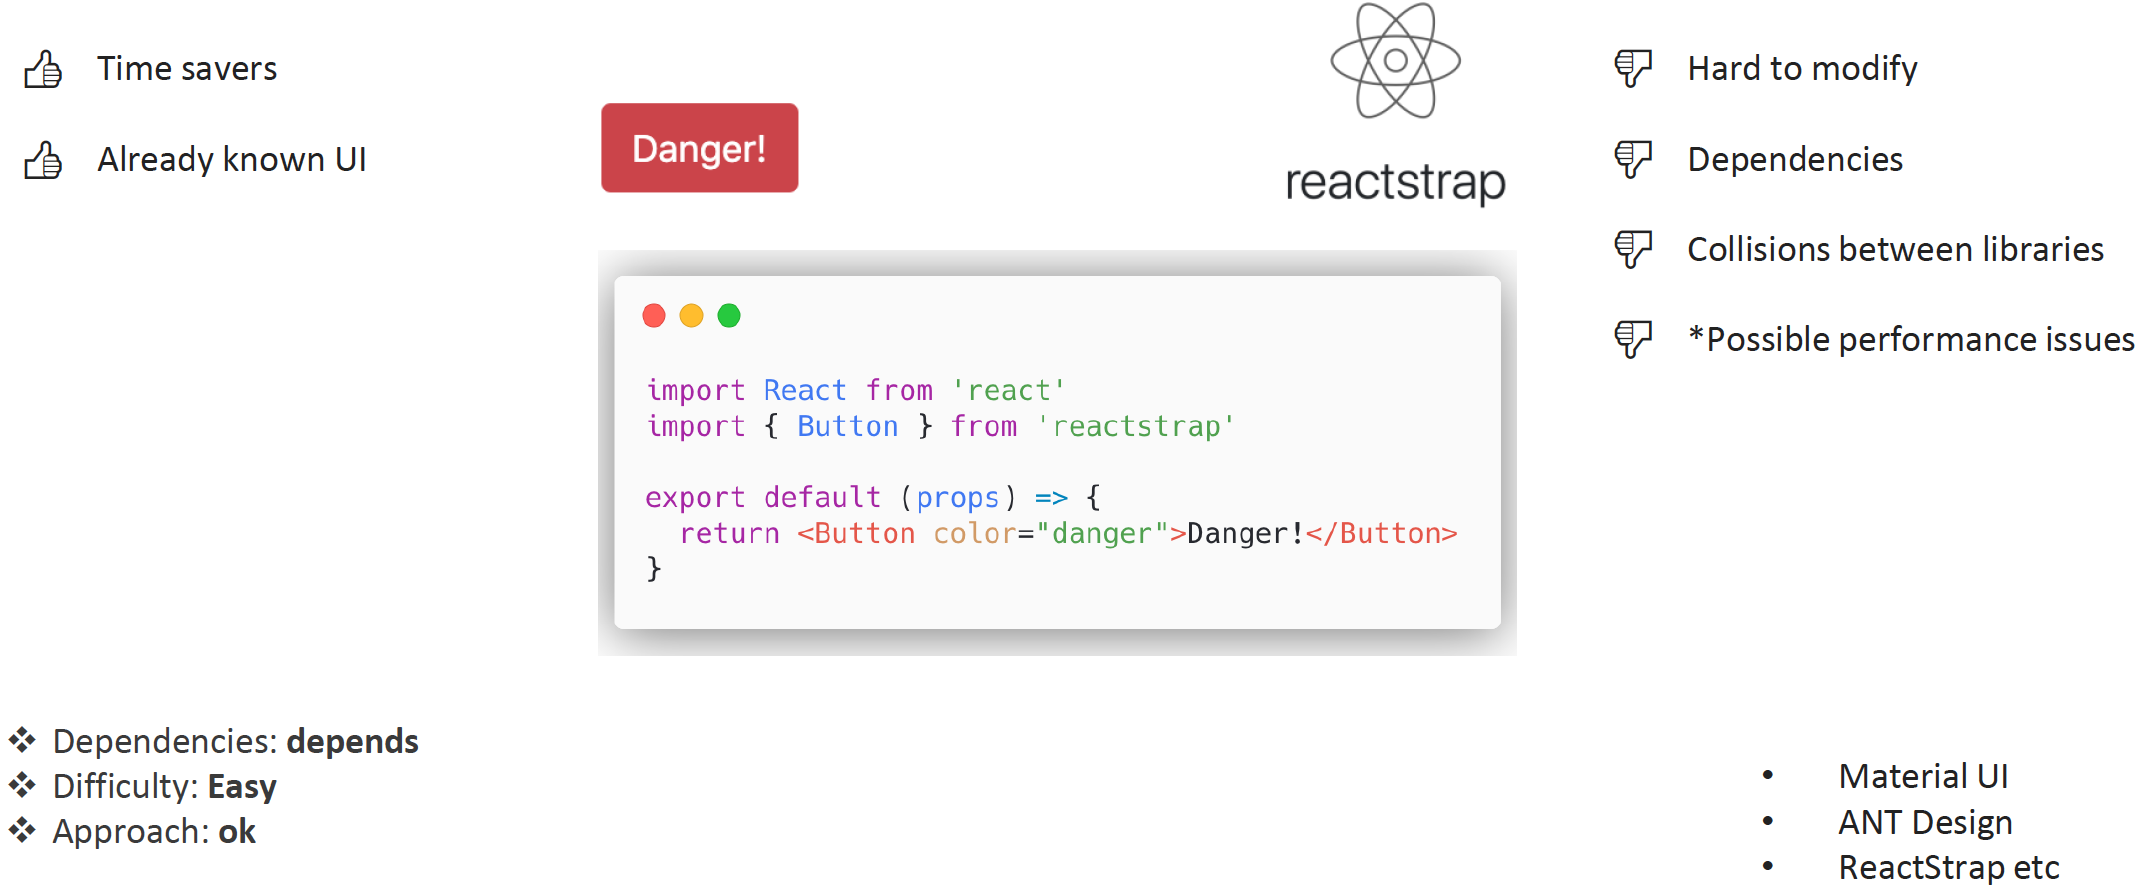 Time savers
Already known UI
Danger!
reactstrap
Hard to modify
Dependencies
Collisions between libraries
*Possible performance issues
import React from 'react'
import { Button } from 'reactstrap'
export default (props) => {
return <Button color="danger">Danger!</Button>
}
❖ Dependencies: depends
❖ Difficulty: Easy
❖ Approach: ok
• Material UI
• ANT Design
• ReactStrap etc